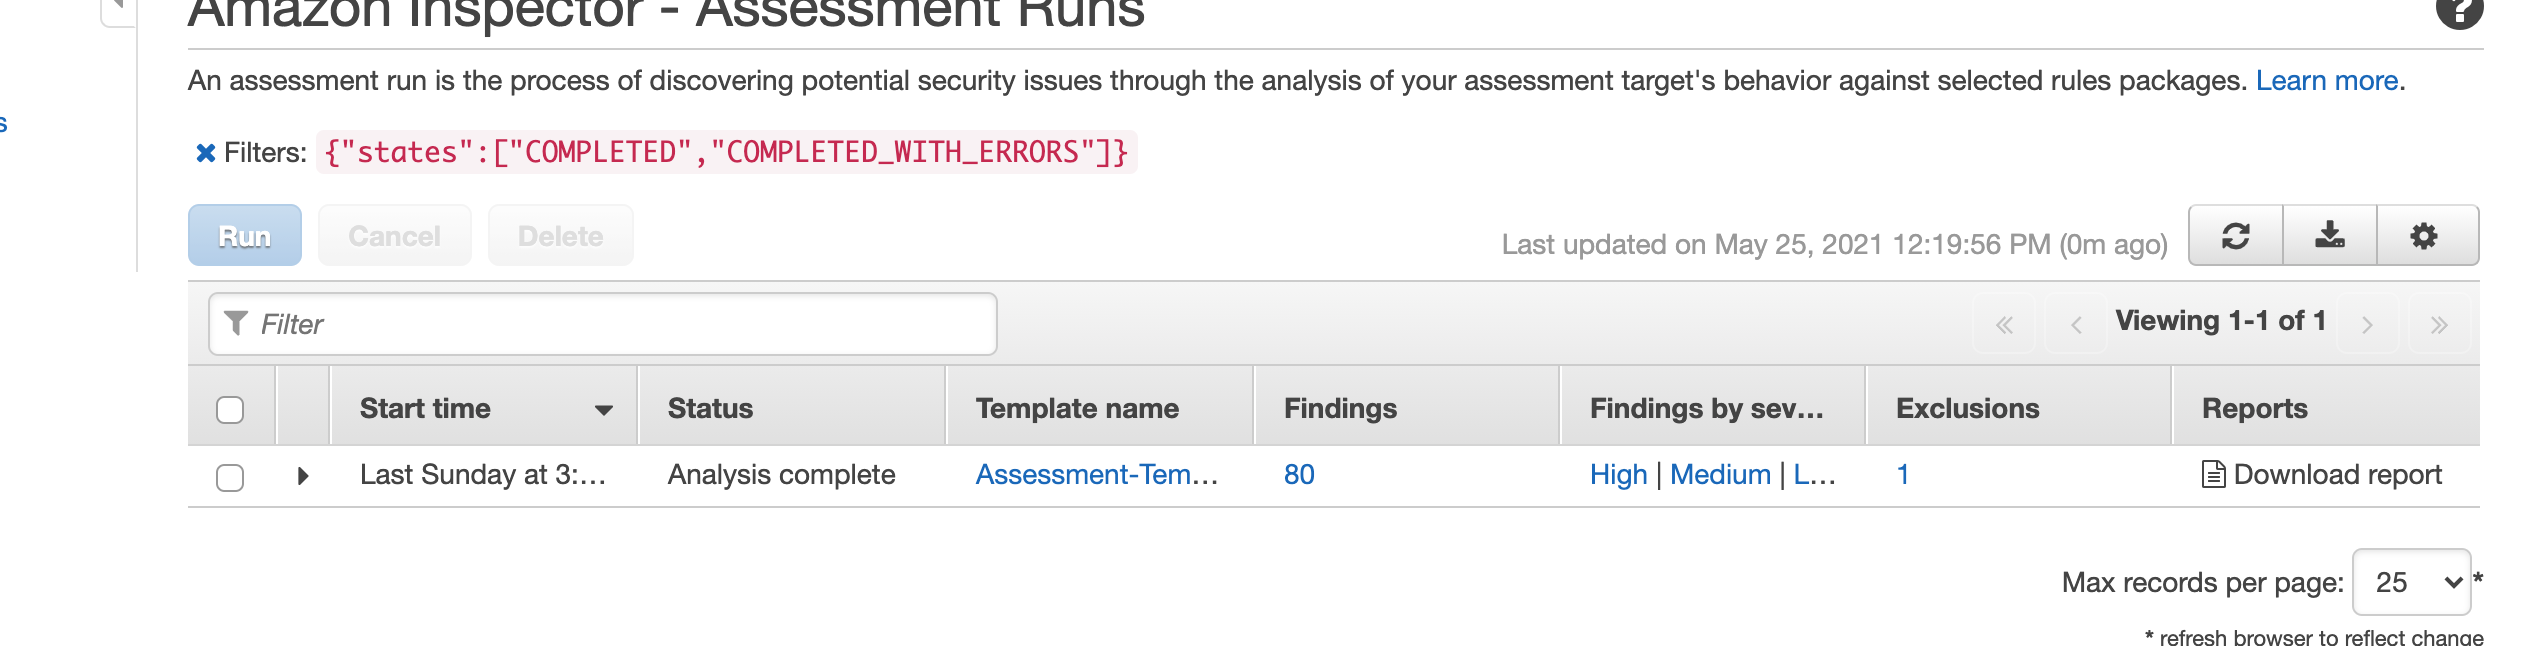 Amazon Inspector - Assessment Runs
An assessment run is the process of discovering potential security issues through the analysis of your assessment target's behavior against selected rules packages. Learn more.
s
Filters: {"states":["COMPLETED","COMPLETED_WITH_ERRORS"]}
Run Cancel Delete Last updated on May 25, 2021 12:19:56 PM (0m ago)
Filter Viewing 1-1 of 1
Start time Status Template name Findings Findings by sev... Exclusions Reports
Last Sunday at 3:... Analysis complete Assessment-Tem... 80 High | Medium | L... 1 Download report
Max records per page: 25 *
* refresh browser to reflect change